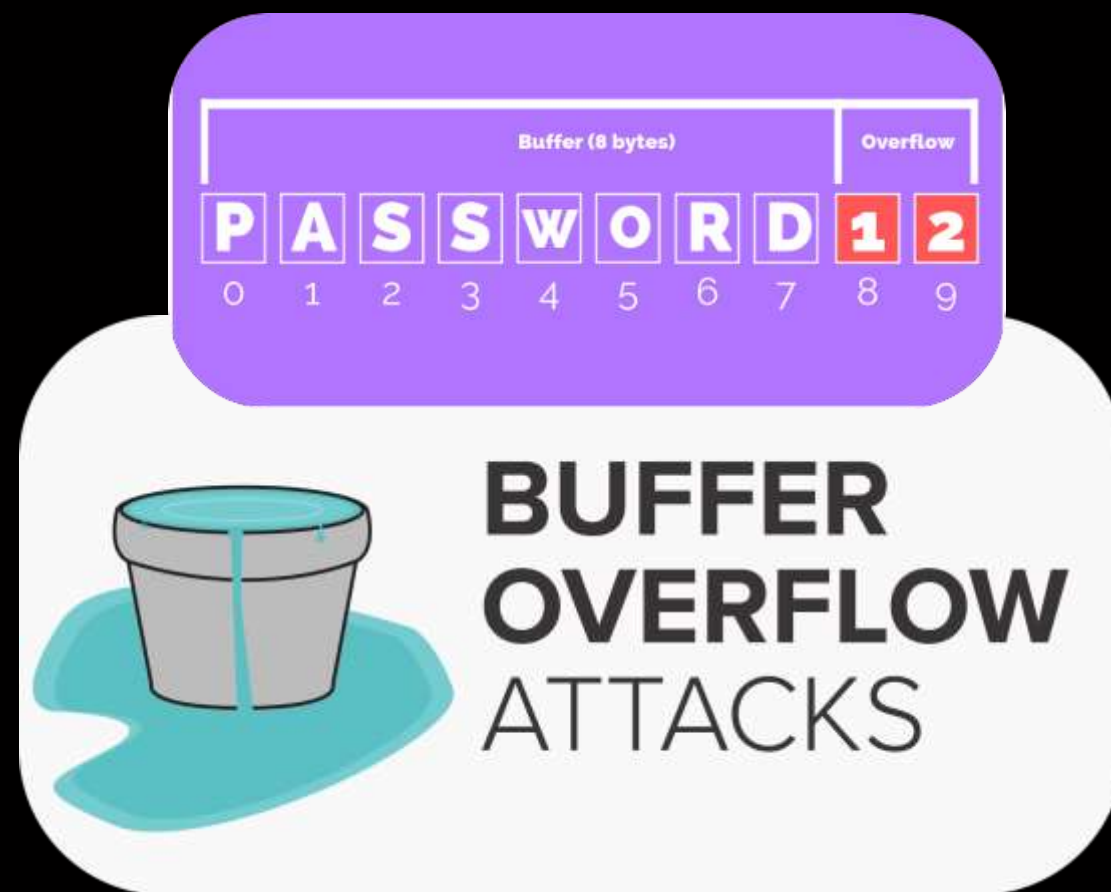 Buffer (8 bytes) Overflow
P A S S W O R D 1 2
0 1 2 3 4 5 6 7 8 9
BUFFER
OVERFLOW
ATTACKS